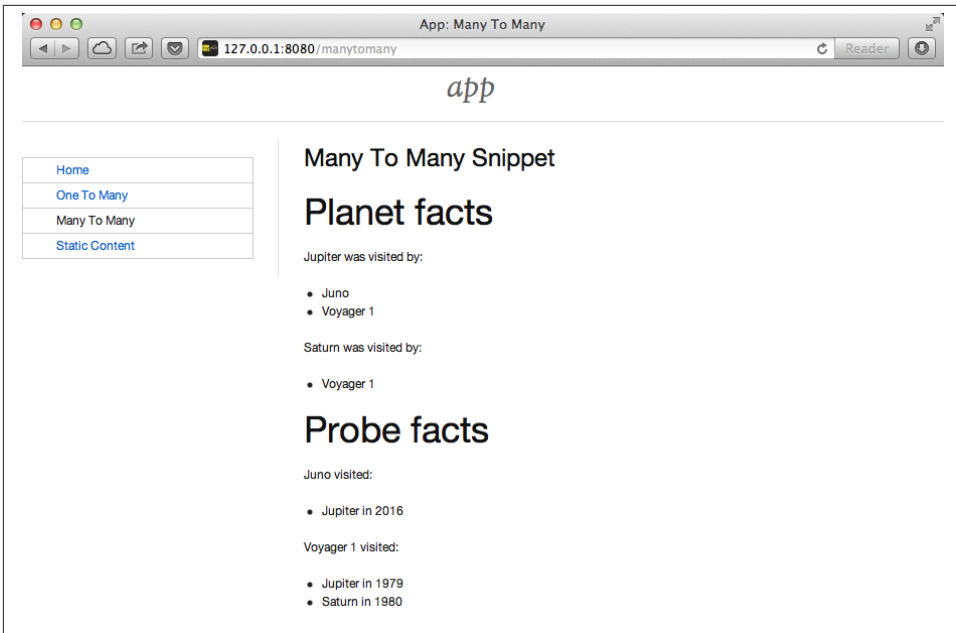 App: Many To Many
127.0.0.1:8080/manytomany
Reader
app
Home
One To Many
Many To Many
Static Content
Many To Many Snippet
Planet facts
Jupiter was visited by:
• Juno
• Voyager 1
Saturn was visited by:
• Voyager 1
Probe facts
Juno visited:
• Jupiter in 2016
Voyager 1 visited:
• Jupiter in 1979
• Saturn in 1980